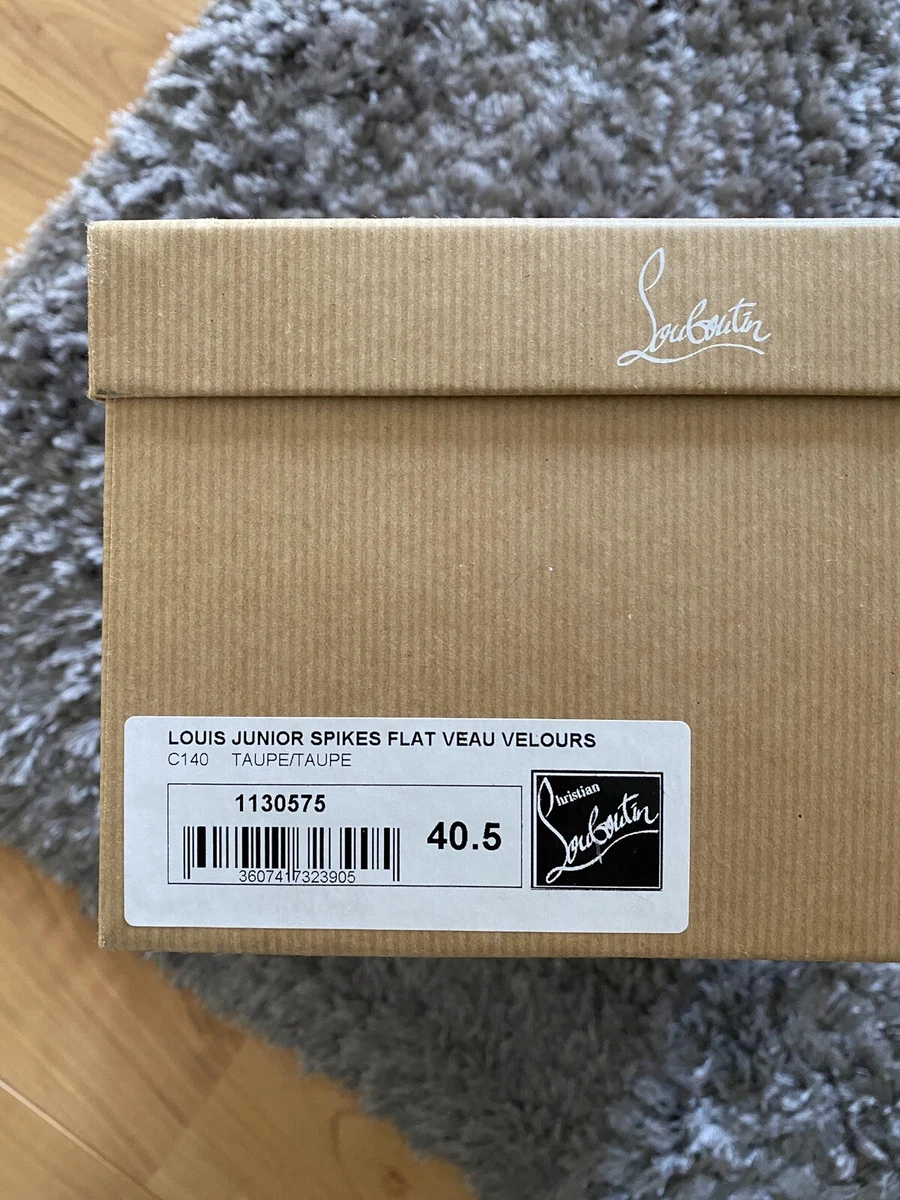 Louboutin
LOUIS JUNIOR SPIKES FLAT VEAU VELOURS
C140 TAUPE/TAUPE
1130575
40.5
3607417323905
Christian
Louboutin